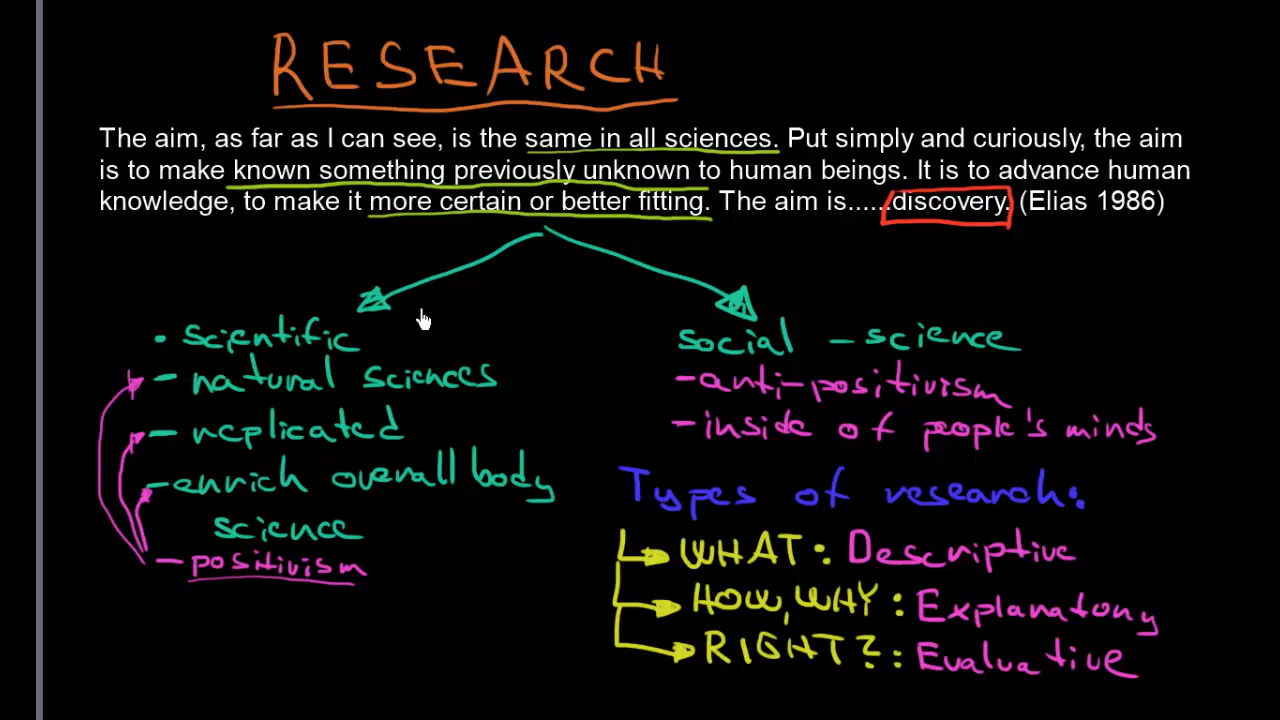 RESEARCH
The aim, as far as I can see, is the same in all sciences. Put simply and curiously, the aim
is to make known something previously unknown to human beings. It is to advance human
knowledge, to make it more certain or better fitting. The aim is......discovery. (Elias 1986)
• scientific
- natural sciences
- replicated
- enrich overall body
science
- positivism
social - science
- anti-positivism
- inside of people's minds
Types of research:
WHAT: Descriptive
HOW, WHY: Explanatory
RIGHT?: Evaluative